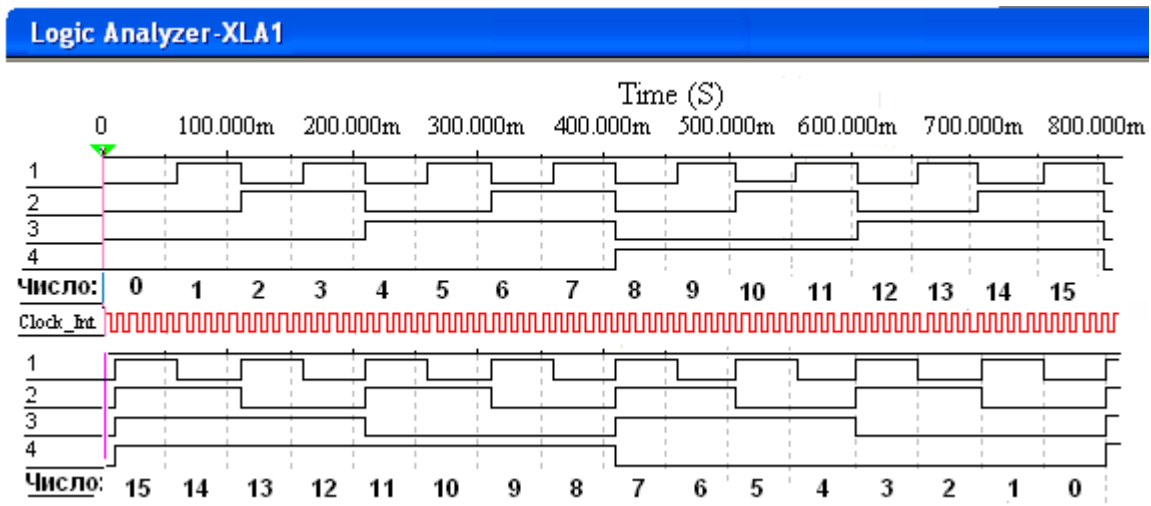 Logic Analyzer-XLA1
Time (S)
0 100.000m 200.000m 300.000m 400.000m 500.000m 600.000m 700.000m 800.000m
1
2
3
4
Число: 0 1 2 3 4 5 6 7 8 9 10 11 12 13 14 15
Clock_Int
1
2
3
4
Число: 15 14 13 12 11 10 9 8 7 6 5 4 3 2 1 0